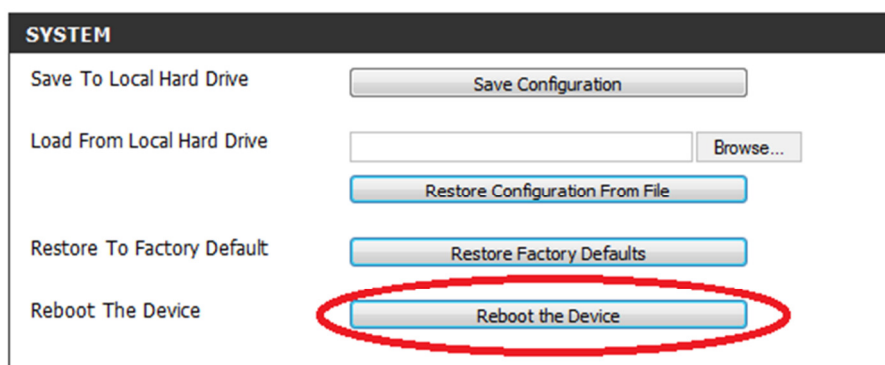 SYSTEM
Save To Local Hard Drive Save Configuration
Load From Local Hard Drive Browse...
Restore Configuration From File
Restore To Factory Default Restore Factory Defaults
Reboot The Device Reboot the Device